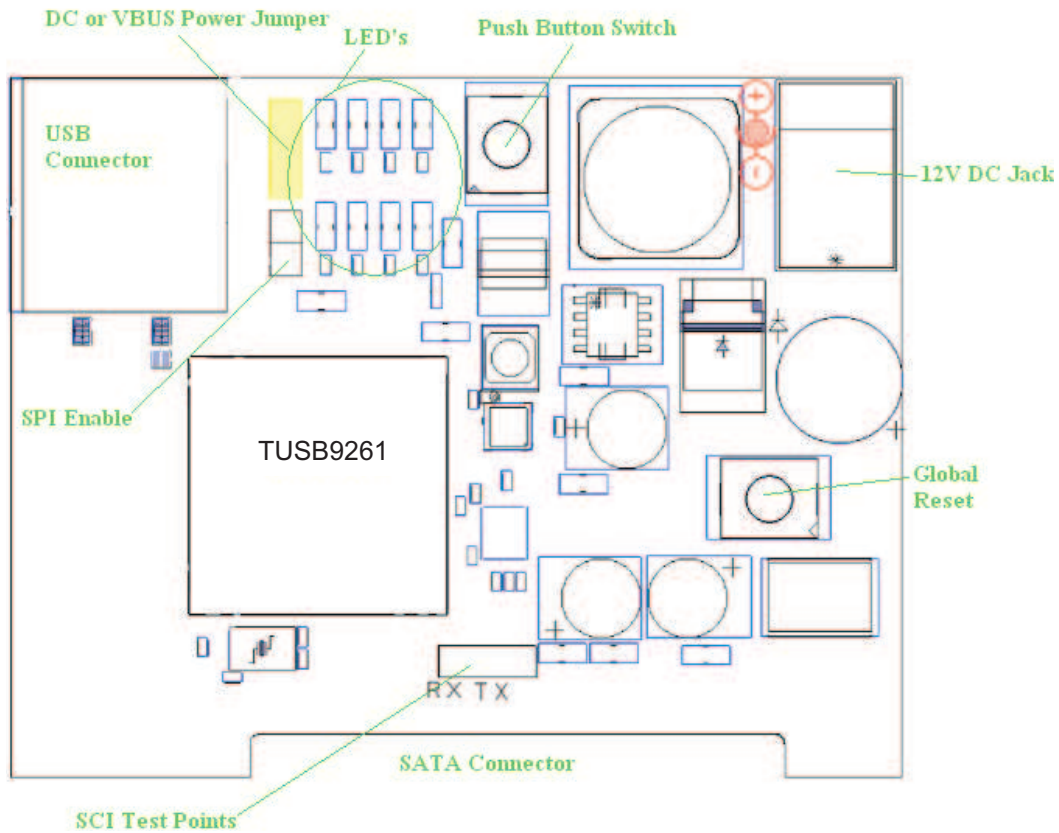 DC or VBUS Power Jumper
LED's
Push Button Switch
USB
Connector
12V DC Jack
SPI Enable
TUSB9261
Global
Reset
RX TX
SATA Connector
SCI Test Points